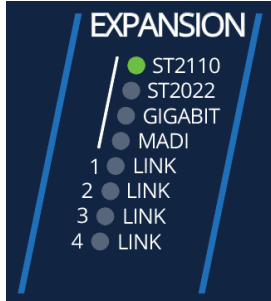 EXPANSION
ST2110
ST2022
GIGABIT
MADI
1 LINK
2 LINK
3 LINK
4 LINK